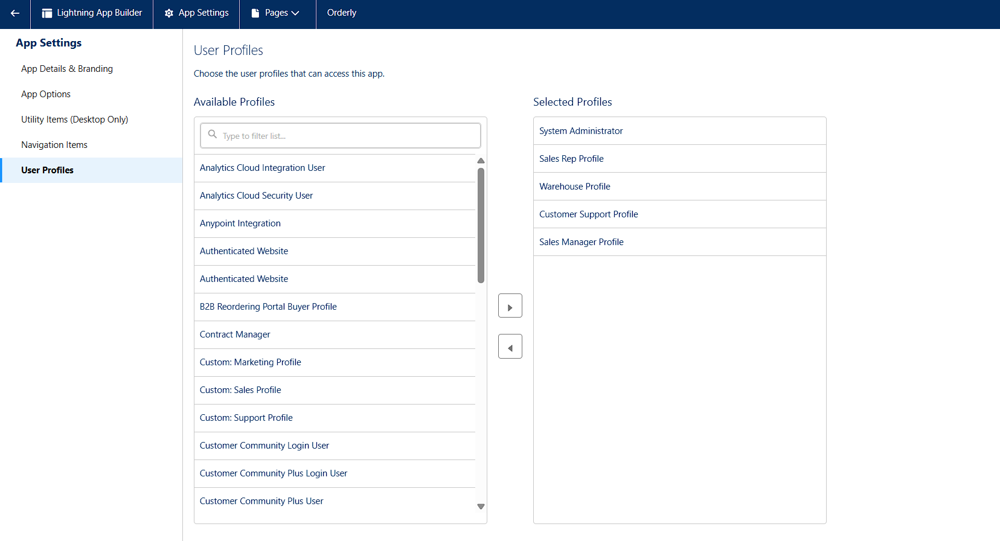 Lightning App Builder
App Settings
Pages
Orderly
App Settings
App Details & Branding
App Options
Utility Items (Desktop Only)
Navigation Items
User Profiles
User Profiles
Choose the user profiles that can access this app.
Available Profiles
Type to filter list...
Analytics Cloud Integration User
Analytics Cloud Security User
Anypoint Integration
Authenticated Website
Authenticated Website
B2B Reordering Portal Buyer Profile
Contract Manager
Custom: Marketing Profile
Custom: Sales Profile
Custom: Support Profile
Customer Community Login User
Customer Community Plus Login User
Customer Community Plus User
Selected Profiles
System Administrator
Sales Rep Profile
Warehouse Profile
Customer Support Profile
Sales Manager Profile